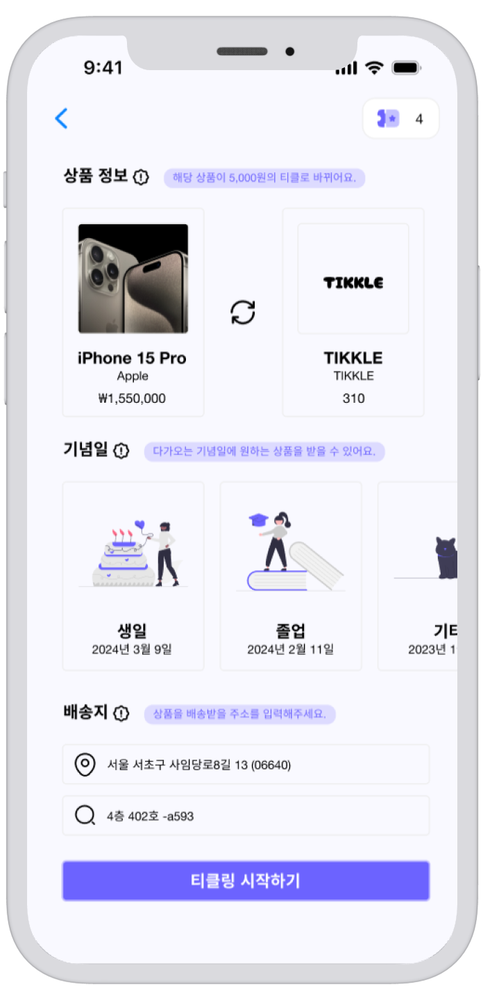 9:41
4
상품 정보 해당 상품이 5,000원의 티클로 바뀌어요.
TIKKLE
iPhone 15 Pro TIKKLE
Apple TIKKLE
₩1,550,000 310
기념일 다가오는 기념일에 원하는 상품을 받을 수 있어요.
생일 졸업 기타
2024년 3월 9일 2024년 2월 11일 2023년 1
배송지 상품을 배송받을 주소를 입력해주세요.
서울 서초구 사임당로8길 13 (06640)
4층 402호 -a593
티클링 시작하기